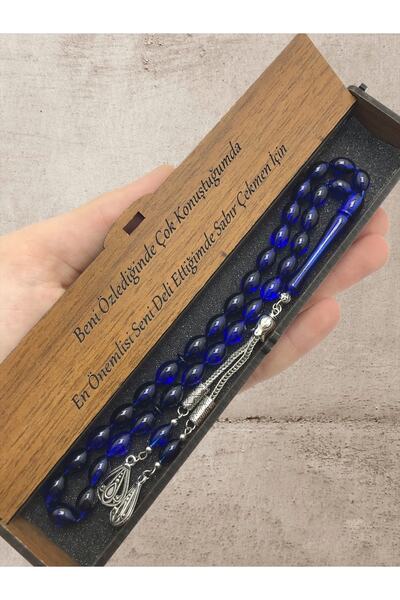 Beni Özlediğinde Çok Konuştuğumda
En Önemlisi Seni Deli Ettiğimde Sabır Çekmen İçin